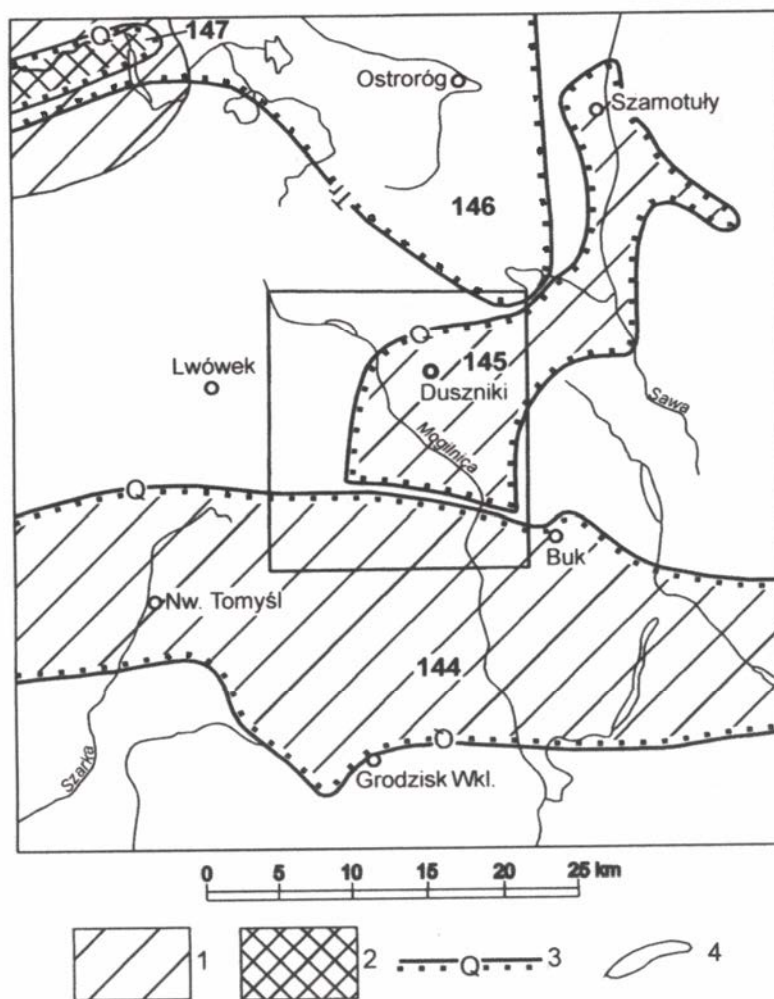 Q
147
Ostroróg
Szamotuły
146
Tr
Q
145
Lwówek
Duszniki
Mogilnica
Sawa
Q
Buk
Nw. Tomyśl
144
Szarka
Q
Grodzisk Wkl.
0 5 10 15 20 25 km
1 2 Q 3 4